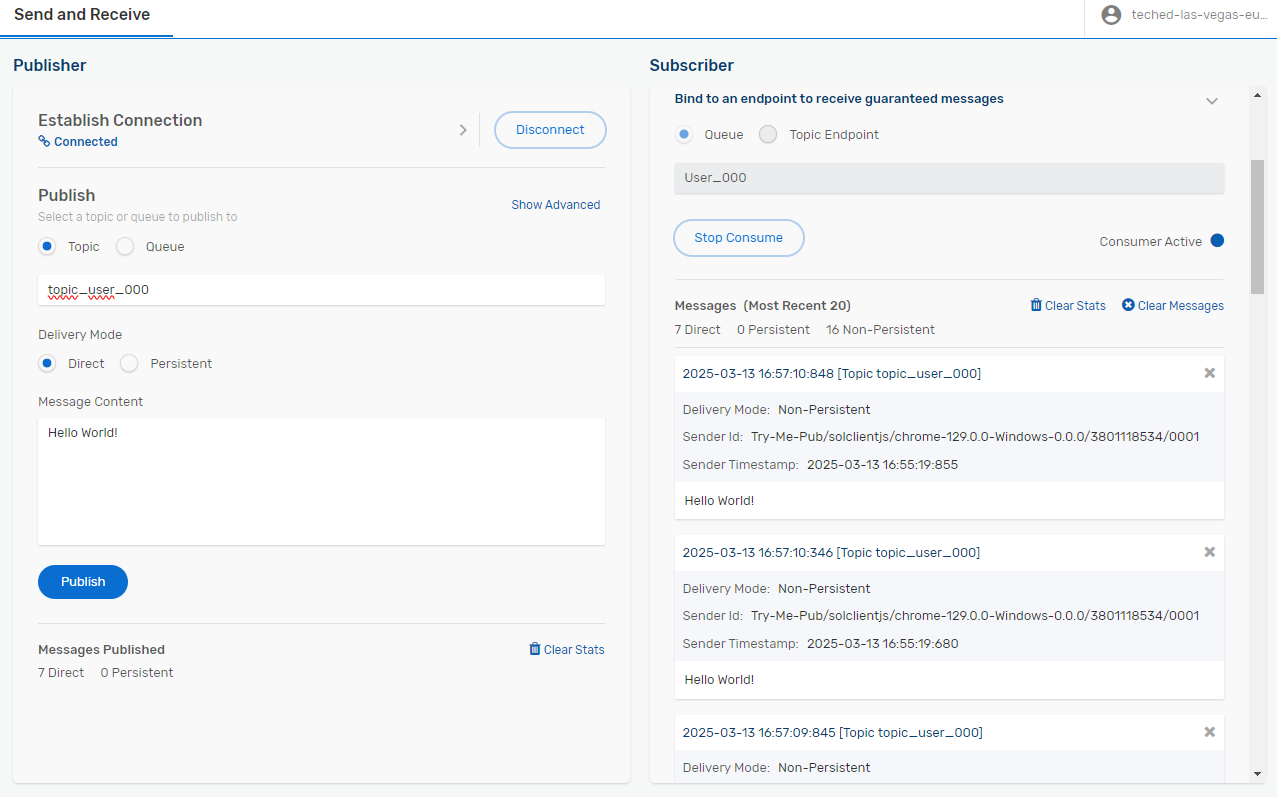 Send and Receive
teched-las-vegas-eu...
Publisher
Establish Connection
Connected
Disconnect
Publish
Select a topic or queue to publish to
Show Advanced
Topic Queue
topic_user_000
Delivery Mode
Direct Persistent
Message Content
Hello World!
Publish
Messages Published
Clear Stats
7 Direct 0 Persistent
Subscriber
Bind to an endpoint to receive guaranteed messages
Queue Topic Endpoint
User_000
Stop Consume
Consumer Active
Messages (Most Recent 20)
Clear Stats Clear Messages
7 Direct 0 Persistent 16 Non-Persistent
2025-03-13 16:57:10:848 [Topic topic_user_000]
Delivery Mode: Non-Persistent
Sender Id: Try-Me-Pub/solclientjs/chrome-129.0.0-Windows-0.0.0/3801118534/0001
Sender Timestamp: 2025-03-13 16:55:19:855
Hello World!
2025-03-13 16:57:10:346 [Topic topic_user_000]
Delivery Mode: Non-Persistent
Sender Id: Try-Me-Pub/solclientjs/chrome-129.0.0-Windows-0.0.0/3801118534/0001
Sender Timestamp: 2025-03-13 16:55:19:680
Hello World!
2025-03-13 16:57:09:845 [Topic topic_user_000]
Delivery Mode: Non-Persistent